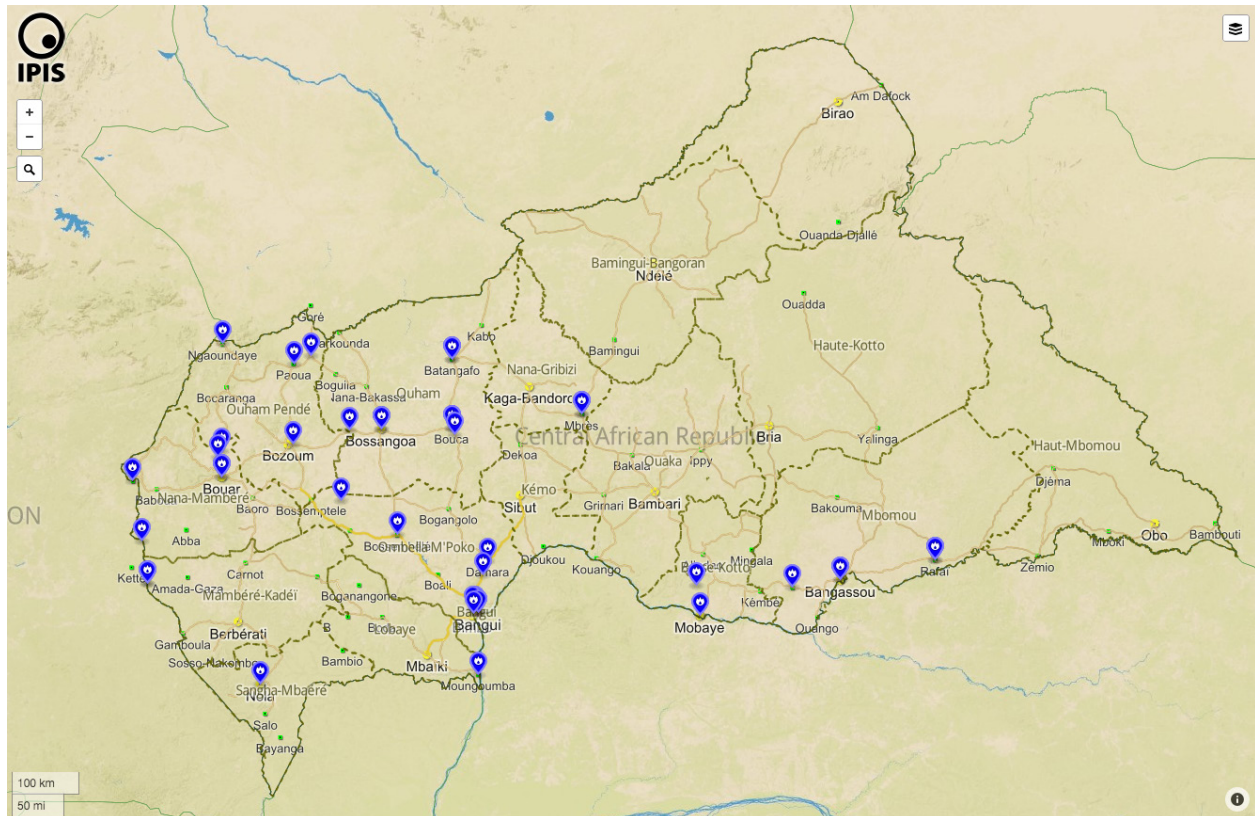 IPIS
+
−
Am Dafock
Birao
Ouanda Djallé
Bamingui-Bangoran
Ndélé
Ouadda
Goré
Kabo
Haute-Kotto
Ngaoundaye
Markounda
Bamingui
Paoua
Batangafo
Boguila
Nana-Gribizi
Nana-Bakassa
Ouham
Bocaranga
Kaga-Bandoro
Ouham Pendé
Mbrès
Bossangoa
Bouca
Central African Republic
Bria
Yalinga
Haut-Mbomou
Bozoum
Dekoa
Bakala
Ouaka
Ippy
Djéma
Bouar
Baboua
Nana-Mambéré
Kémo
Bambari
Bakouma
Baoro
Bossemptele
Sibut
Grimari
Mbomou
ON
Bogangolo
Obo
Bambouti
Abba
Ombella M'Poko
Mboki
Djoukou
Damara
Kouango
Mingala
Zémio
Rafaï
Carnot
Boali
Amada-Gaza
Boganangone
Bangassou
Mambéré-Kadéï
Kémbé
Bangui
Mobaye
Ouango
Berbérati
Lobaye
Gamboula
Bambio
Mbaïki
Sosso-Nakombo
Moungoumba
Sangha-Mbaéré
Nola
Salo
Bayanga
100 km
50 mi